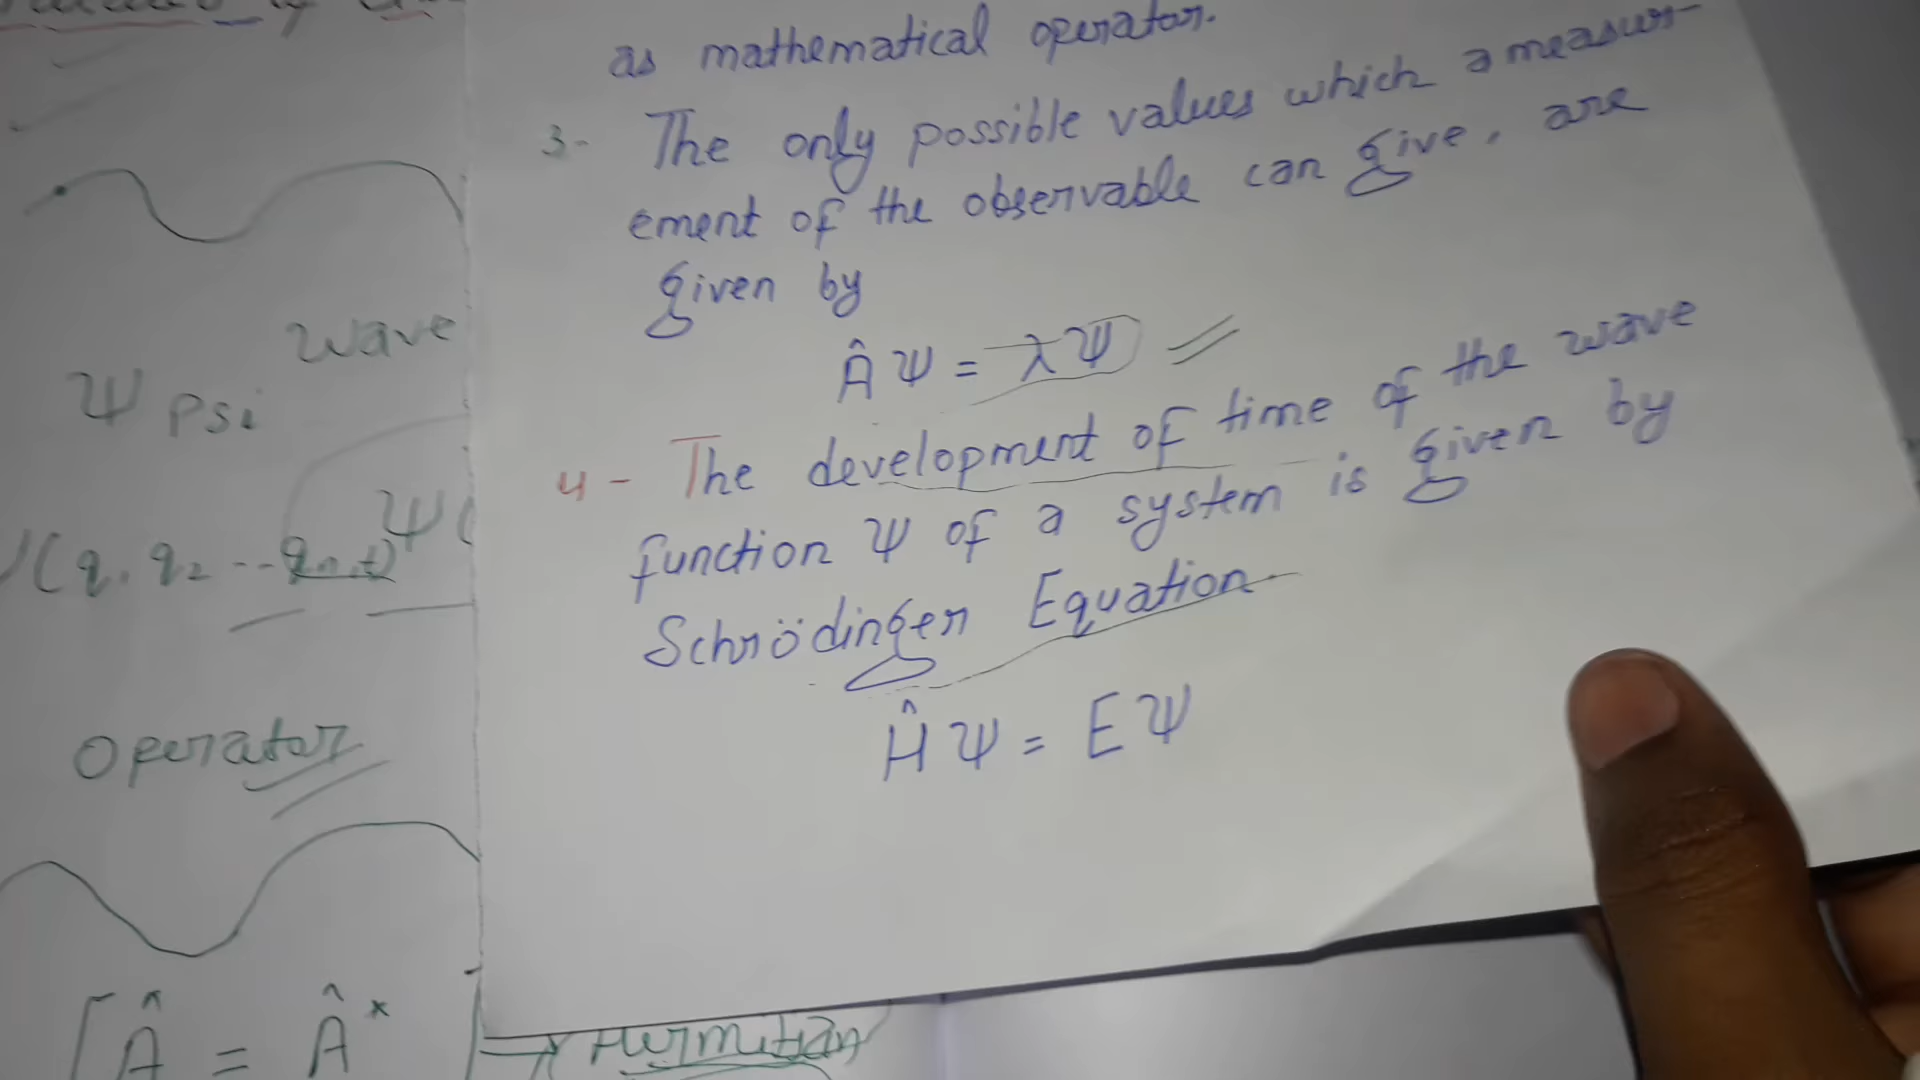 as mathematical operator.
3- The only possible values which a measur-
ement of the observable can give, are
given by
Â Ψ = λ Ψ
4- The development of time of the wave
function Ψ of a system is given by
Schrödinger Equation
Ĥ Ψ = E Ψ
wave
Ψ Psi
Ψ(
(q, q2 ... qn,t)
Operator
[ Â = Â*
Hermitian